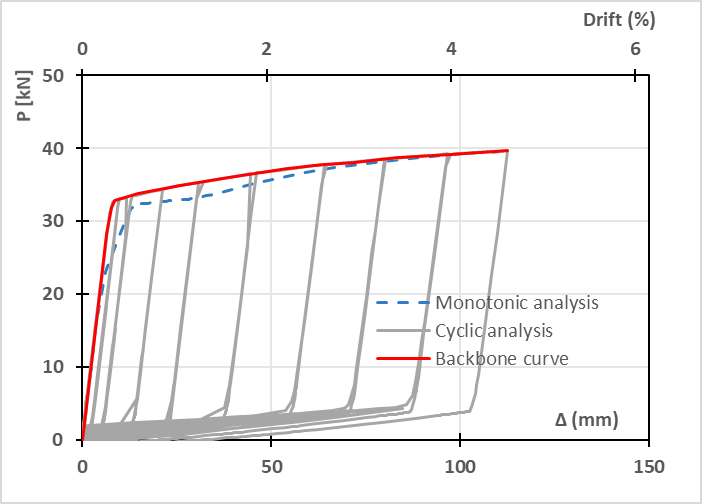 Drift (%)
0 2 4 6
P [kN]
50
40
30
20
10
0
Monotonic analysis
Cyclic analysis
Backbone curve
Δ (mm)
0 50 100 150